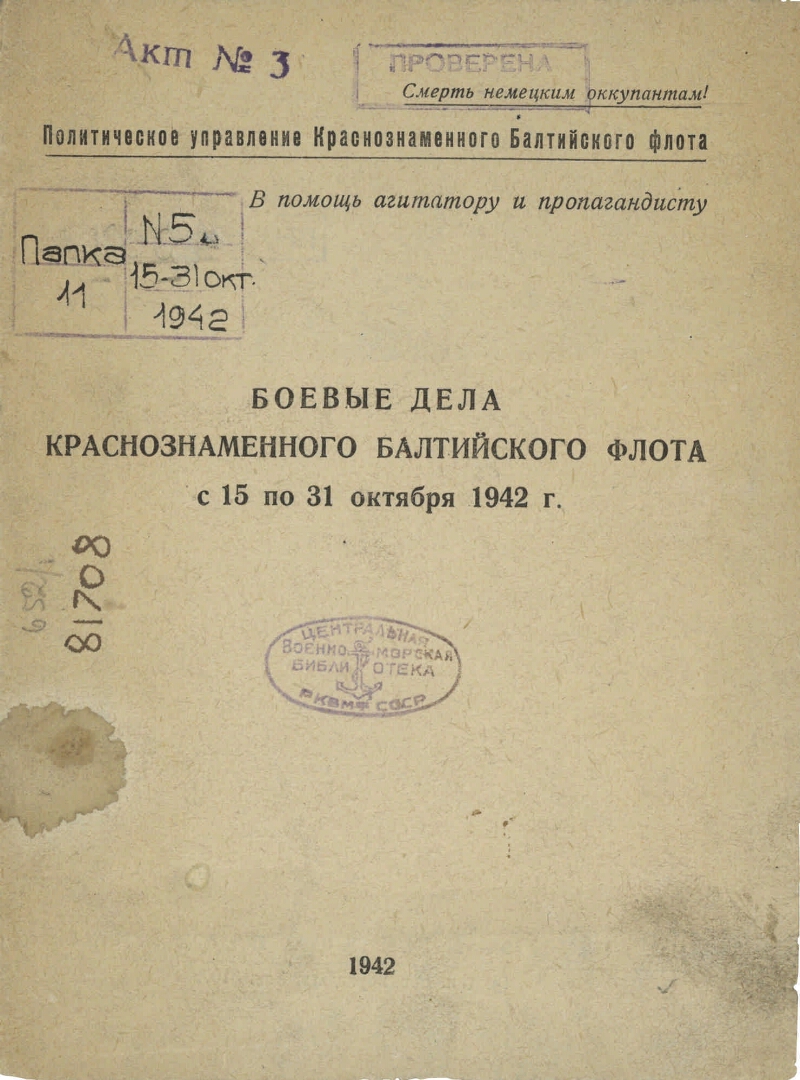 Акт № 3
ПРОВЕРЕНА
Смерть немецким оккупантам!
Политическое управление Краснознаменного Балтийского флота
В помощь агитатору и пропагандисту
Папка
11
N5
15-31 окт.
1942
БОЕВЫЕ ДЕЛА
КРАСНОЗНАМЕННОГО БАЛТИЙСКОГО ФЛОТА
с 15 по 31 октября 1942 г.
81708
ЦЕНТРАЛЬНАЯ
ВОЕННО-МОРСКАЯ
БИБЛИОТЕКА
НКВМФ СССР
1942